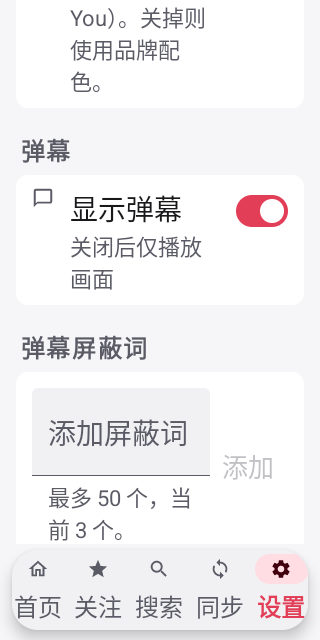 You）。关掉则
使用品牌配
色。
弹幕
显示弹幕
关闭后仅播放
画面
弹幕屏蔽词
添加屏蔽词
添加
最多 50 个，当
前 3 个。
首页 关注 搜索 同步 设置